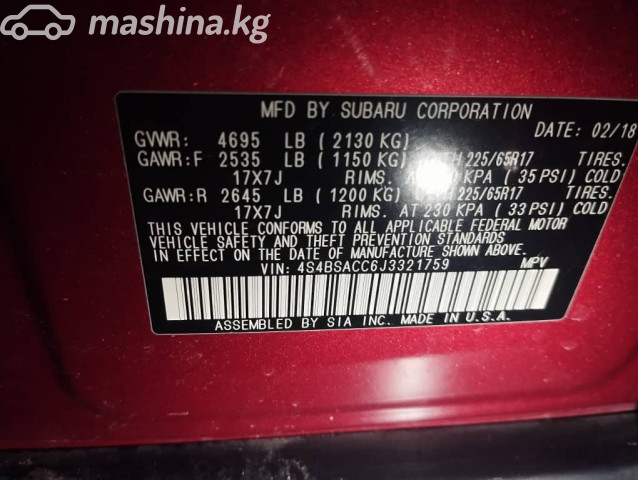 mashina.kg
MFD BY SUBARU CORPORATION
DATE: 02/18
GVWR: 4695 LB (2130 KG)
GAWR:F 2535 LB (1150 KG) 225/65R17 TIRES.
17X7J RIMS. AT KPA (35 PSI) COLD
GAWR:R 2645 LB (1200 KG) 225/65R17 TIRES.
17X7J RIMS. AT 230 KPA (33 PSI) COLD
THIS VEHICLE CONFORMS TO ALL APPLICABLE FEDERAL MOTOR
VEHICLE SAFETY AND THEFT PREVENTION STANDARDS
IN EFFECT ON THE DATE OF MANUFACTURE SHOWN ABOVE.
VIN: 4S4BSACC6J3321759 MPV
ASSEMBLED BY SIA INC. MADE IN U.S.A.